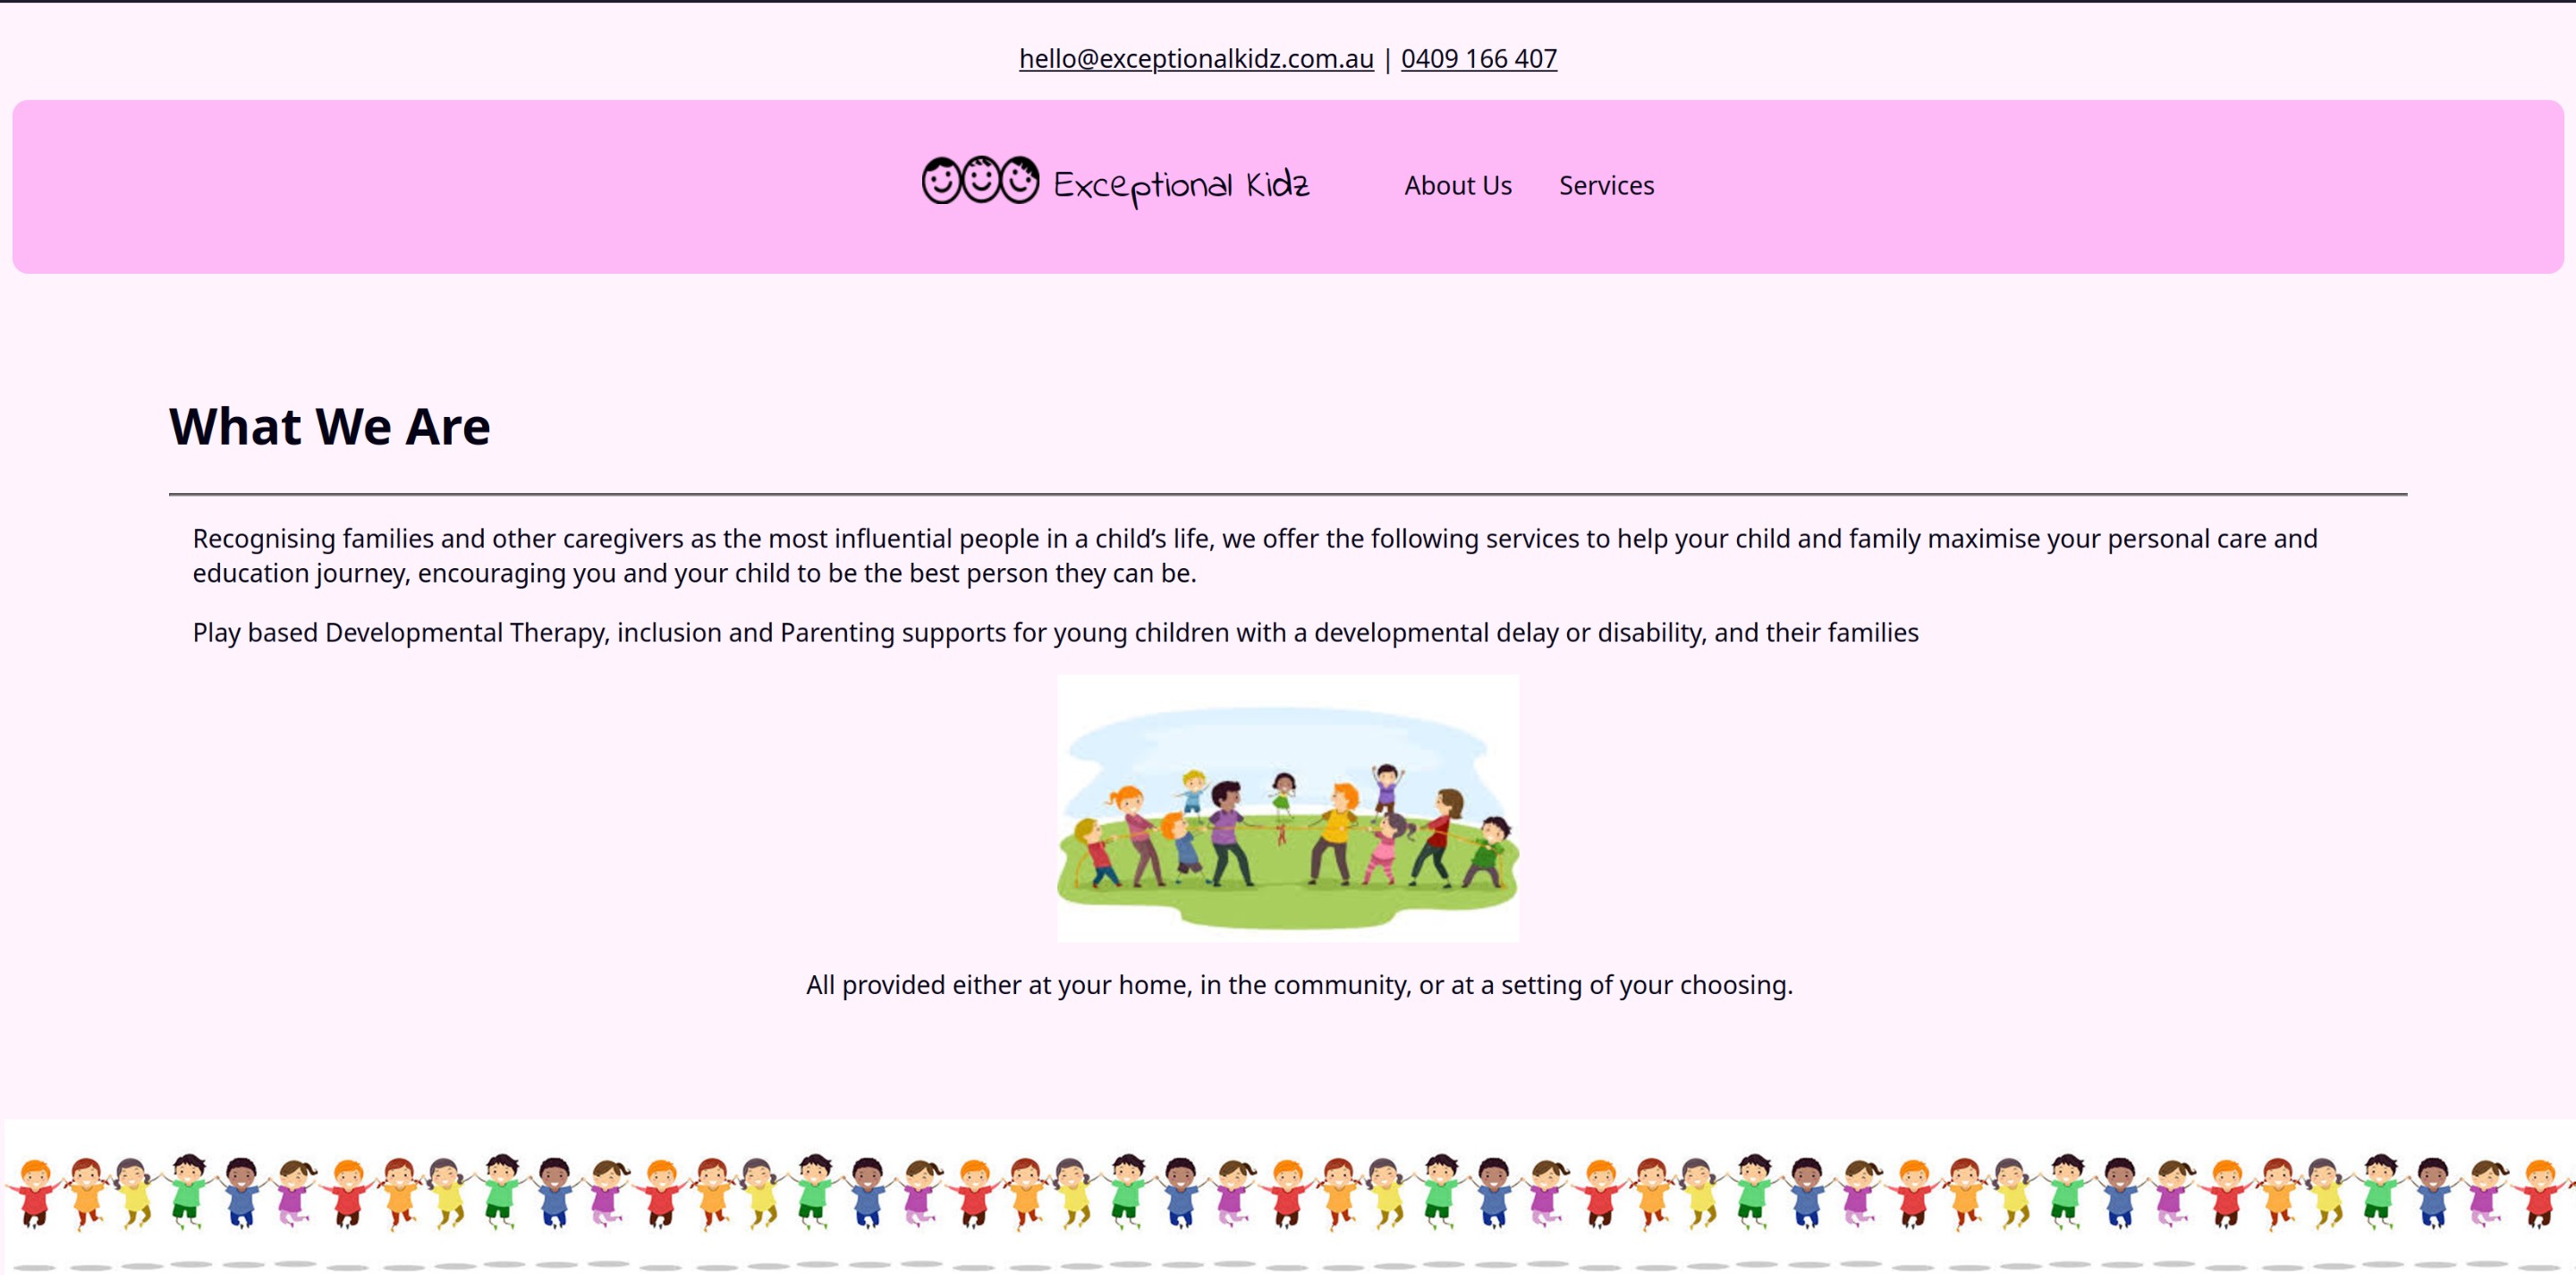 hello@exceptionalkidz.com.au | 0409 166 407
Exceptional Kidz About Us Services
What We Are
Recognising families and other caregivers as the most influential people in a child’s life, we offer the following services to help your child and family maximise your personal care and
education journey, encouraging you and your child to be the best person they can be.
Play based Developmental Therapy, inclusion and Parenting supports for young children with a developmental delay or disability, and their families
All provided either at your home, in the community, or at a setting of your choosing.